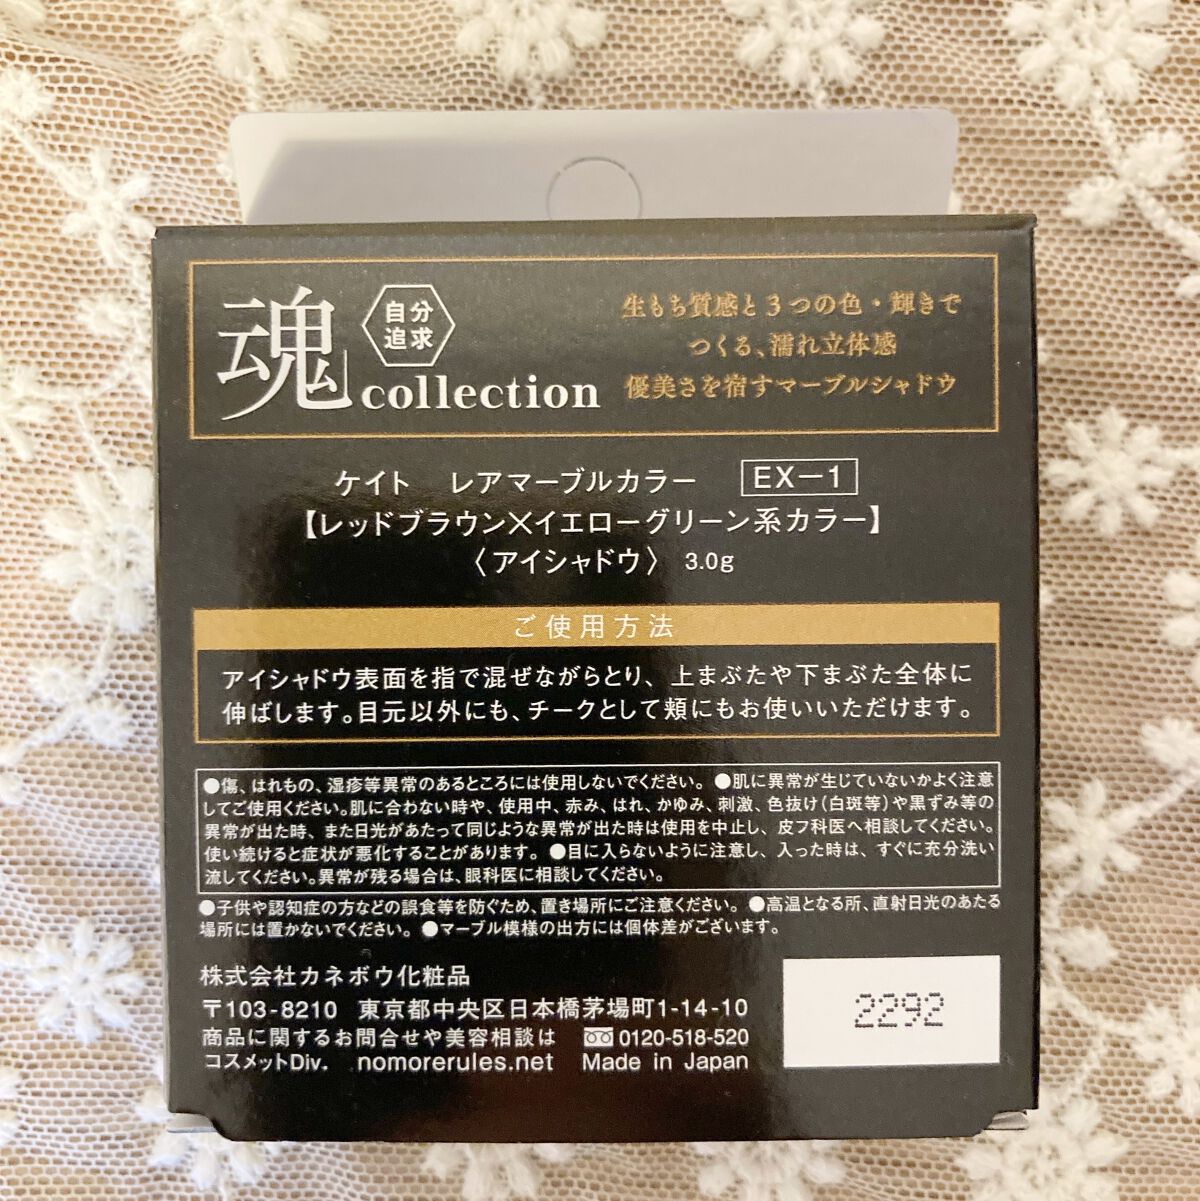 魂
自分
追求
collection
生もち質感と3つの色・輝きで
つくる、濡れ立体感
優美さを宿すマーブルシャドウ
ケイト　レアマーブルカラー　EX－1
【レッドブラウン×イエローグリーン系カラー】
〈アイシャドウ〉 3.0g
ご使用方法
アイシャドウ表面を指で混ぜながらとり、上まぶたや下まぶた全体に
伸ばします。目元以外にも、チークとして頬にもお使いいただけます。
●傷、はれもの、湿疹等異常のあるところには使用しないでください。 ●肌に異常が生じていないかよく注意
してご使用ください。肌に合わない時や、使用中、赤み、はれ、かゆみ、刺激、色抜け(白斑等)や黒ずみ等の
異常が出た時、また日光があたって同じような異常が出た時は使用を中止し、皮フ科医へ相談してください。
使い続けると症状が悪化することがあります。 ●目に入らないように注意し、入った時は、すぐに充分洗い
流してください。異常が残る場合は、眼科医に相談してください。
●子供や認知症の方などの誤食等を防ぐため、置き場所にご注意ください。 ●高温となる所、直射日光のあたる
場所には置かないでください。 ●マーブル模様の出方には個体差がございます。
株式会社カネボウ化粧品
〒103-8210　東京都中央区日本橋茅場町1-14-10
商品に関するお問合せや美容相談は　0120-518-520
コスメットDiv.　nomorerules.net　Made in Japan
2292